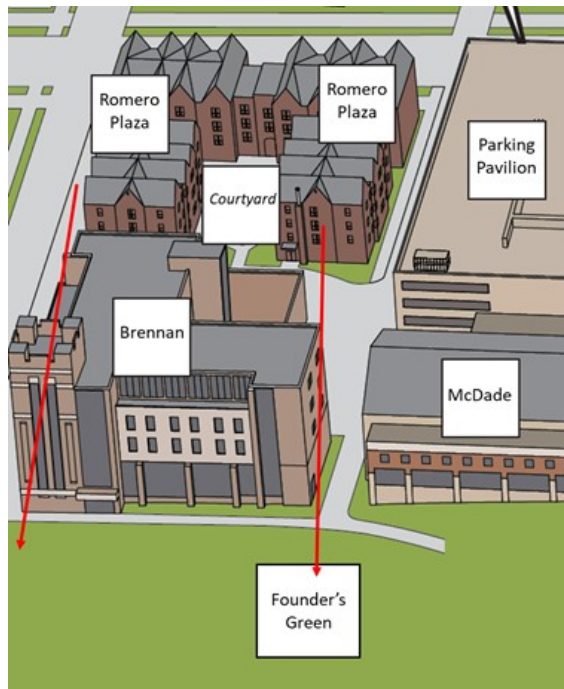 Romero
Plaza
Romero
Plaza
Parking
Pavilion
Courtyard
Brennan
McDade
Founder’s
Green